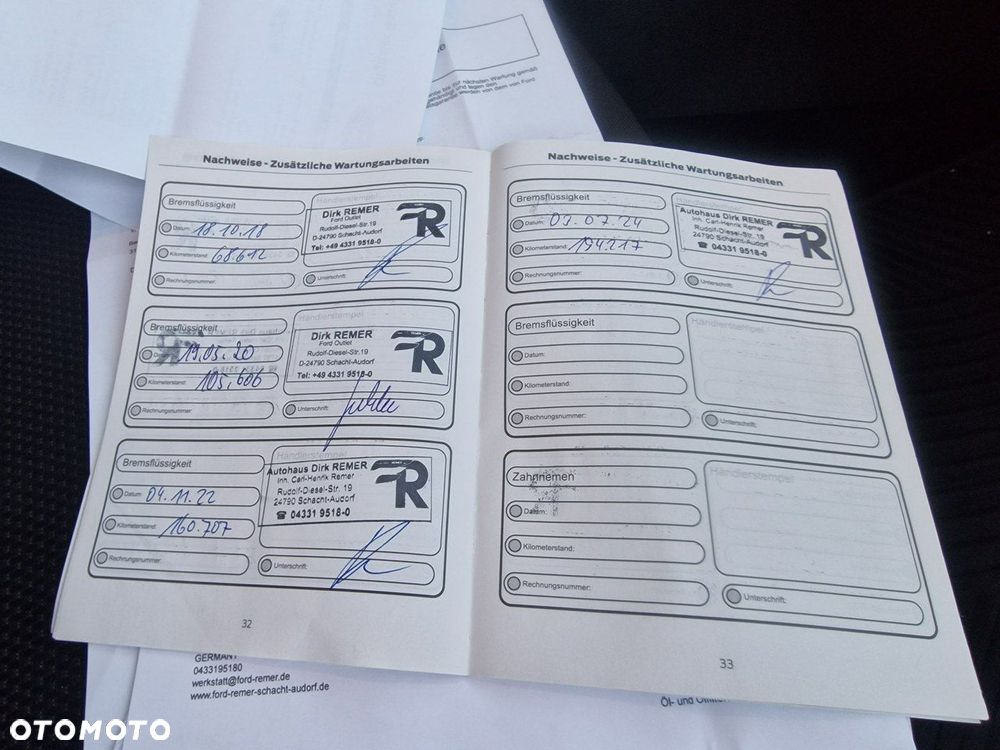 Nachweise - Zusätzliche Wartungsarbeiten
Bremsflüssigkeit
Händlerstempel
Datum: 18.10.18
Kilometerstand: 68.612
Rechnungsnummer:
Dirk REMER
Ford Outlet
Rudolf-Diesel-Str.19
D-24790 Schacht-Audorf
Tel: +49 4331 9518-0
R
Unterschrift:
Bremsflüssigkeit
Händlerstempel
19.05.20
Kilometerstand: 105.606
Rechnungsnummer:
Dirk REMER
Ford Outlet
Rudolf-Diesel-Str.19
D-24790 Schacht-Audorf
Tel: +49 4331 9518-0
R
Unterschrift:
Bremsflüssigkeit
Händlerstempel
Datum: 04.11.22
Kilometerstand: 160.707
Rechnungsnummer:
Autohaus Dirk REMER
Inh. Carl-Henrik Remer
Rudolf-Diesel-Str. 19
24790 Schacht-Audorf
☎ 04331 9518-0
R
Unterschrift:
32
Nachweise - Zusätzliche Wartungsarbeiten
Bremsflüssigkeit
Händlerstempel
Datum: 09.07.24
Kilometerstand: 194217
Rechnungsnummer:
Autohaus Dirk REMER
Inh. Carl-Henrik Remer
Rudolf-Diesel-Str. 19
24790 Schacht-Audorf
☎ 04331 9518-0
R
Unterschrift:
Bremsflüssigkeit
Händlerstempel
Datum:
Kilometerstand:
Rechnungsnummer:
Unterschrift:
Zahnriemen
Händlerstempel
Datum:
Kilometerstand:
Rechnungsnummer:
Unterschrift:
33
GERMANY
0433195180
werkstatt@ford-remer.de
www.ford-remer-schacht-audorf.de
OTOMOTO